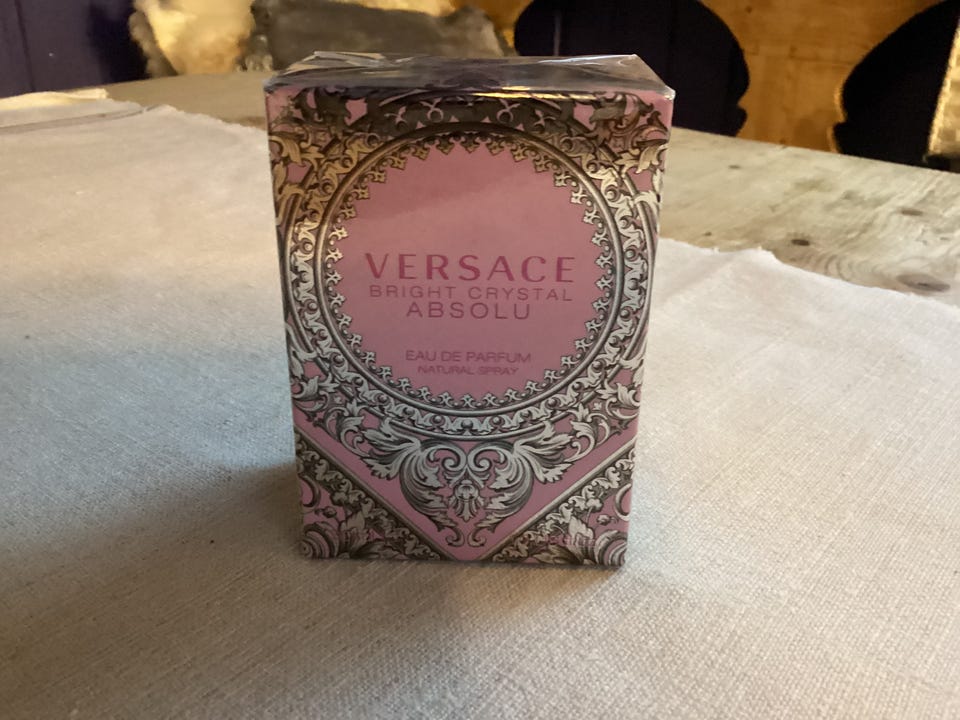 VERSACE
BRIGHT CRYSTAL
ABSOLU
EAU DE PARFUM
NATURAL SPRAY